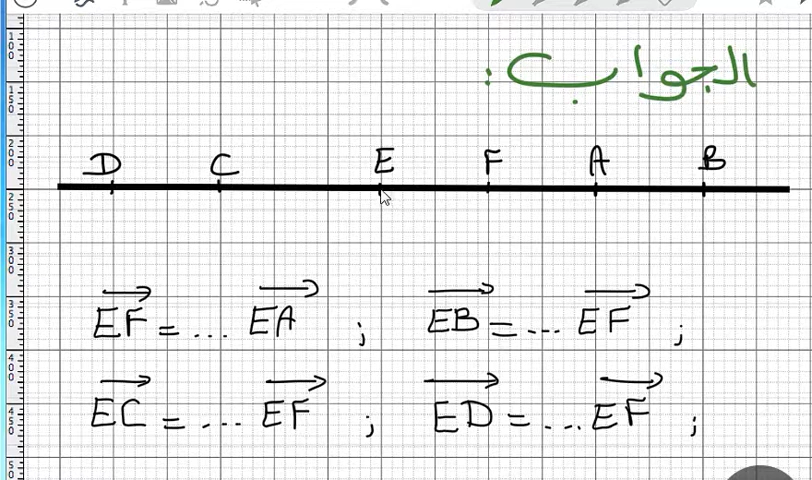 الجواب :
D C E F A B
EF = ... EA ; EB = ... EF ;
EC = ... EF ; ED = ... EF ;